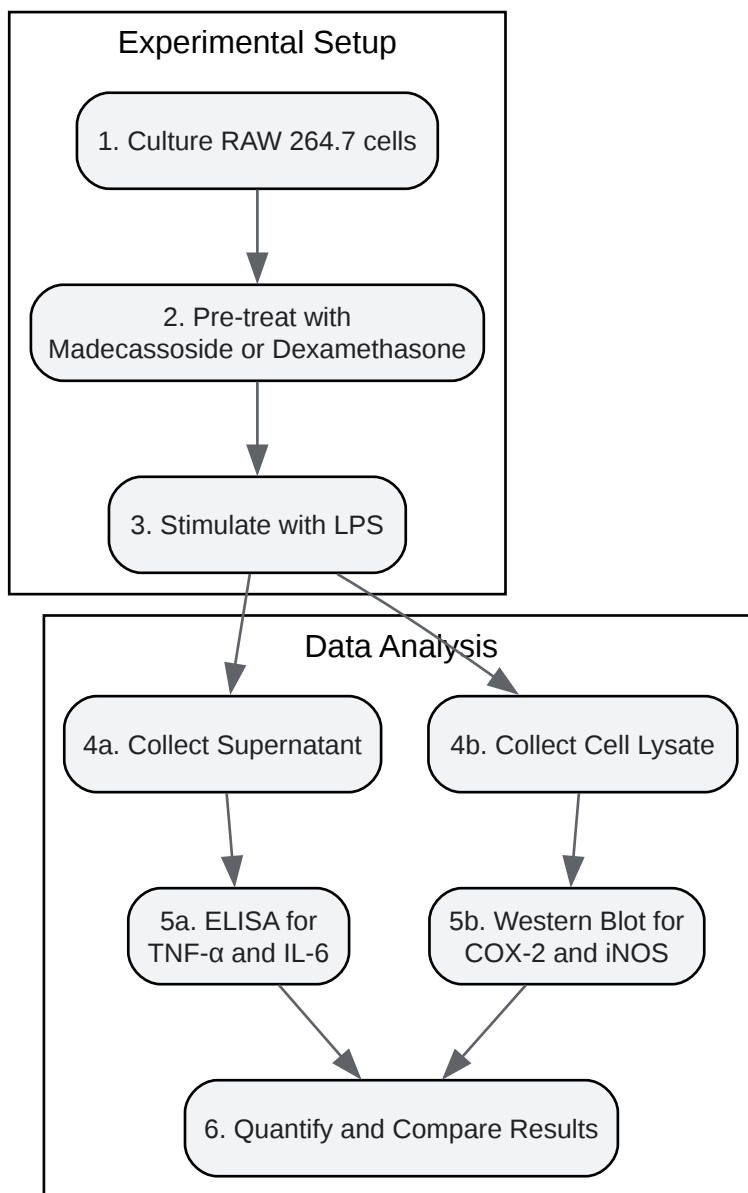 Experimental Setup
1. Culture RAW 264.7 cells
2. Pre-treat with
Madecassoside or Dexamethasone
3. Stimulate with LPS
Data Analysis
4a. Collect Supernatant
4b. Collect Cell Lysate
5a. ELISA for
TNF-α and IL-6
5b. Western Blot for
COX-2 and iNOS
6. Quantify and Compare Results